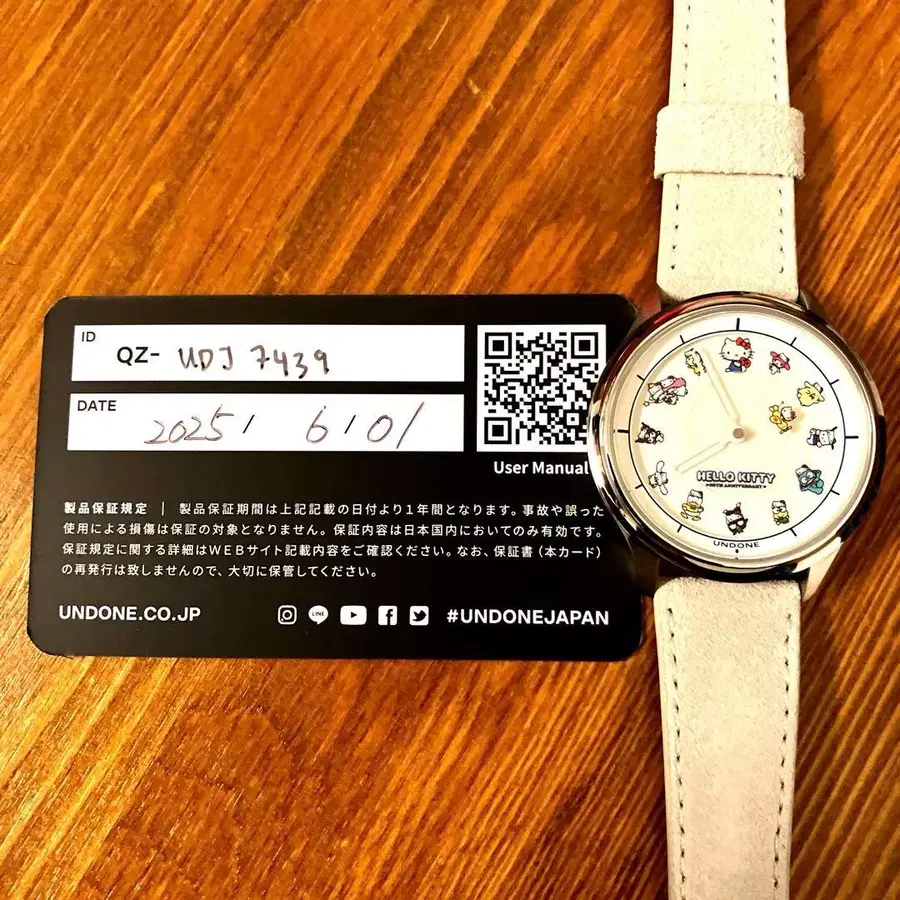 ID
QZ- UDJ 7439
DATE
2025/ 6/01
User Manual
製品保証規定 | 製品保証期間は上記記載の日付より1年間となります。事故や誤った
使用による損傷は保証の対象となりません。保証内容は日本国内においてのみ有効です。
保証規定に関する詳細はWEBサイト記載内容をご確認ください。なお、保証書(本カード)
の再発行は致しませんので、大切に保管してください。
UNDONE.CO.JP
LINE
#UNDONEJAPAN
HELLO KITTY
50TH ANNIVERSARY
UNDONE